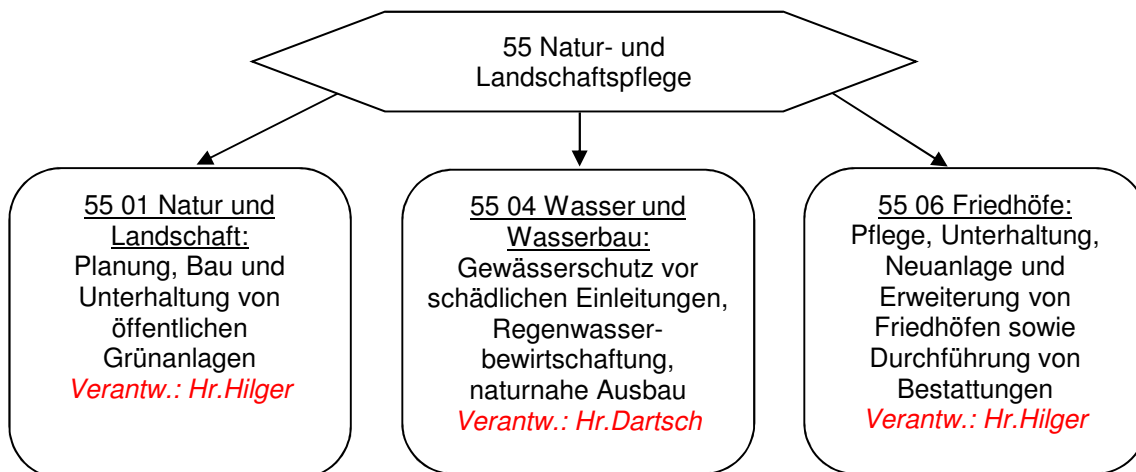 55 Natur- und
Landschaftspflege
55 01 Natur und
Landschaft:
Planung, Bau und
Unterhaltung von
öffentlichen
Grünanlagen
Verantw.: Hr.Hilger
55 04 Wasser und
Wasserbau:
Gewässerschutz vor
schädlichen Einleitungen,
Regenwasser-
bewirtschaftung,
naturnahe Ausbau
Verantw.: Hr.Dartsch
55 06 Friedhöfe:
Pflege, Unterhaltung,
Neuanlage und
Erweiterung von
Friedhöfen sowie
Durchführung von
Bestattungen
Verantw.: Hr.Hilger